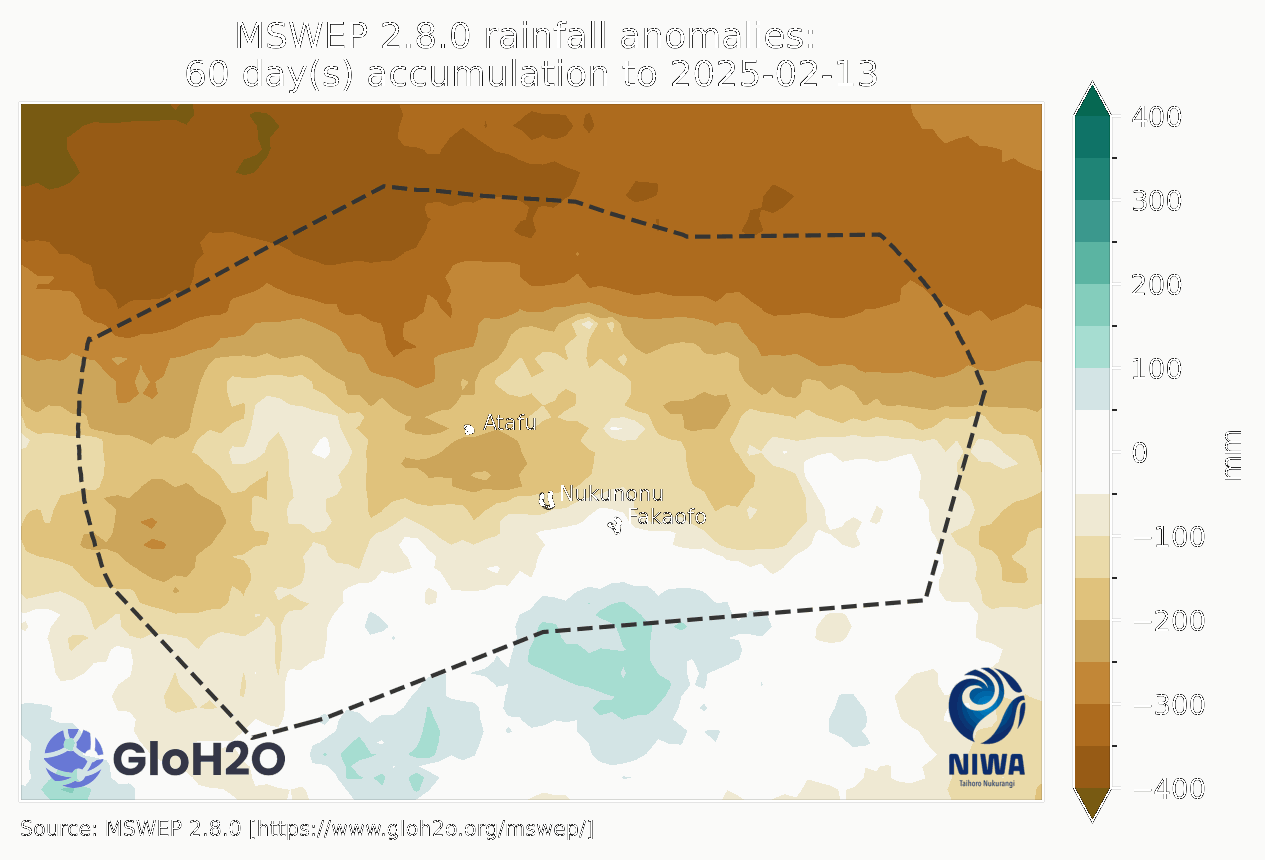 MSWEP 2.8.0 rainfall anomalies:
60 day(s) accumulation to 2025-02-13
400
300
200
100
0
−100
−200
−300
−400
mm
Atafu
Nukunonu
Fakaofo
GloH2O
NIWA
Taihoro Nukurangi
Source: MSWEP 2.8.0 [https://www.gloh2o.org/mswep/]